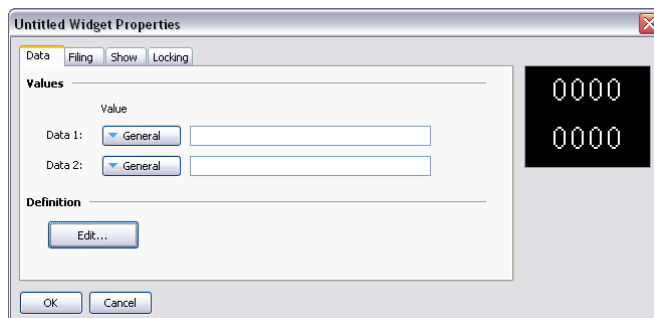 Untitled Widget Properties
Data Filing Show Locking
Values
Value
Data 1: General
Data 2: General
Definition
Edit...
OK Cancel
0000
0000